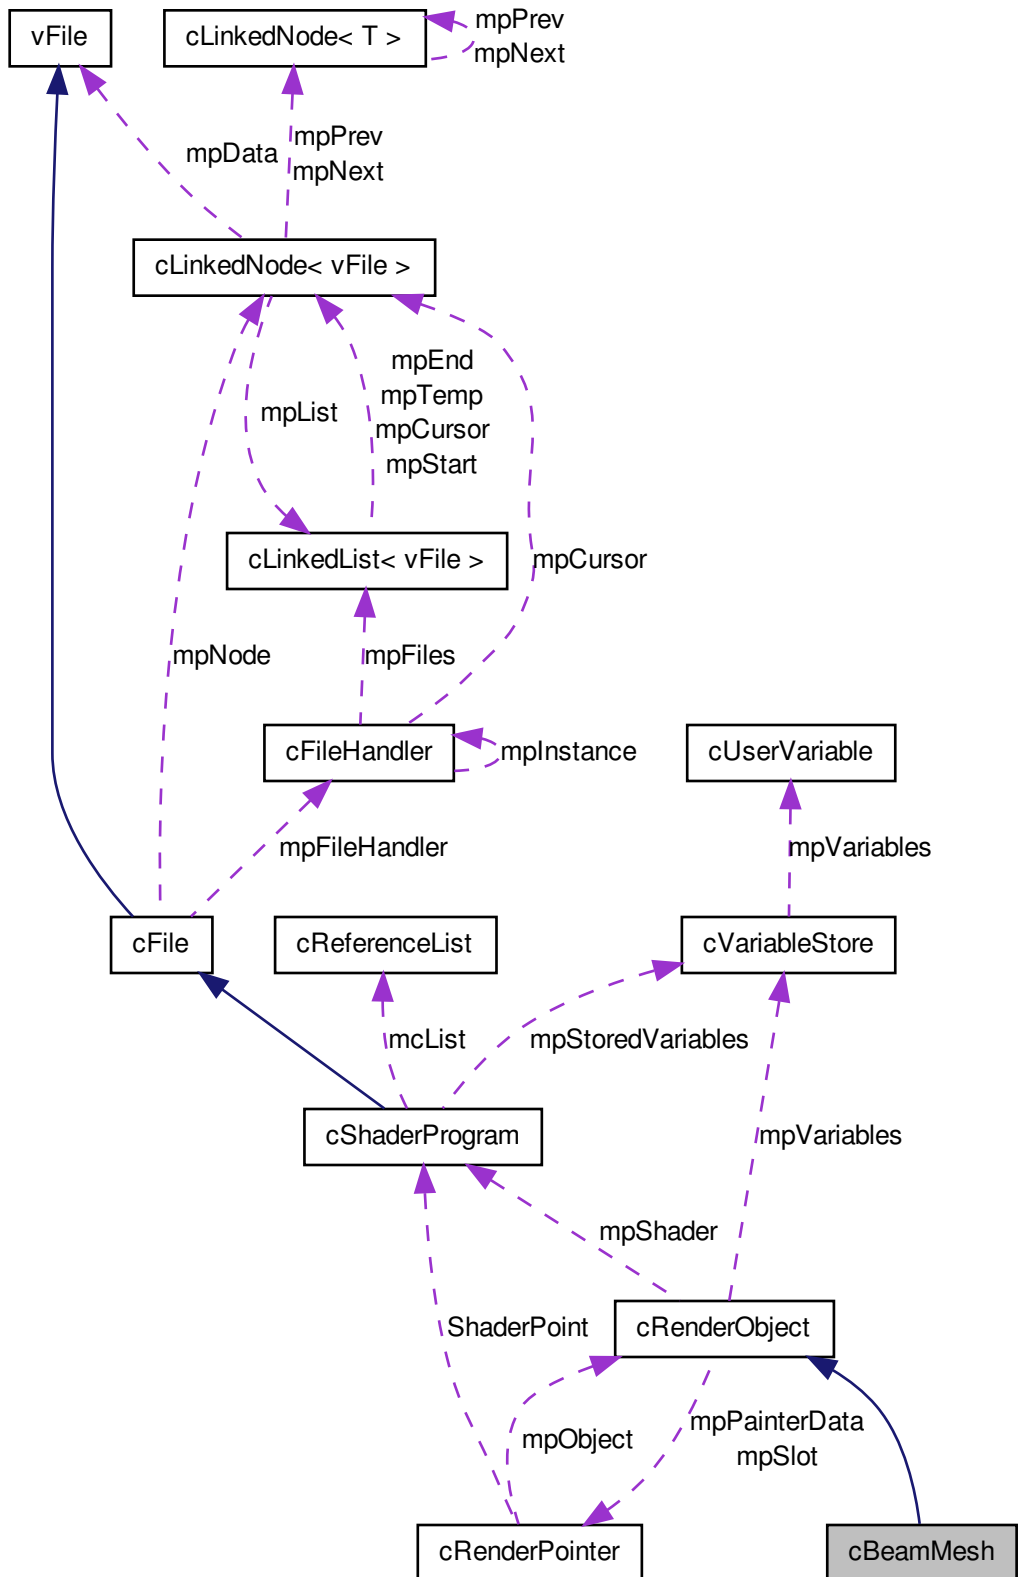 vFile
cLinkedNode< T >
mpPrev
mpNext
mpData
mpPrev
mpNext
cLinkedNode< vFile >
mpList
mpEnd
mpTemp
mpCursor
mpStart
cLinkedList< vFile >
mpCursor
mpNode
mpFiles
cFileHandler
mpInstance
cUserVariable
mpFileHandler
mpVariables
cFile
cReferenceList
cVariableStore
mcList
mpStoredVariables
cShaderProgram
mpVariables
mpShader
ShaderPoint
cRenderObject
mpObject
mpPainterData
mpSlot
cRenderPointer
cBeamMesh